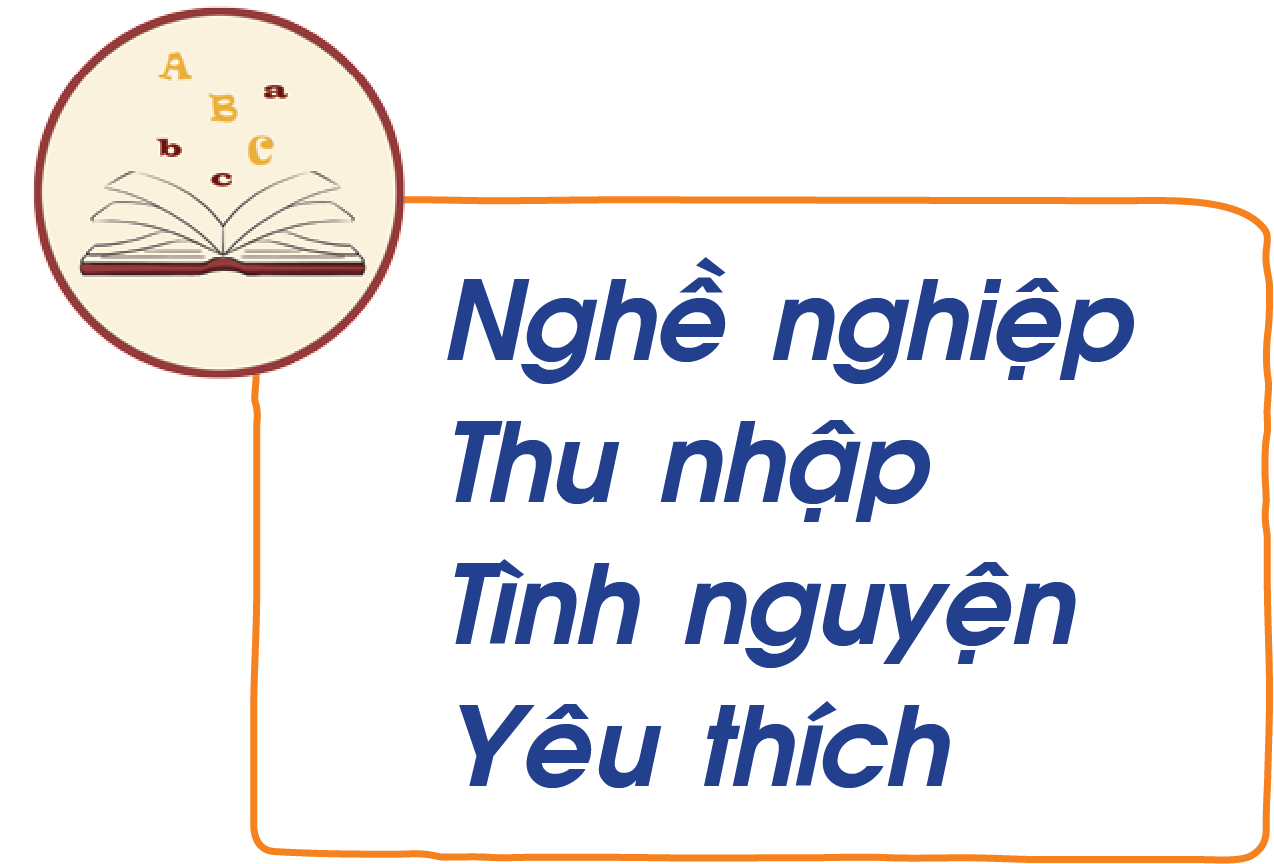 A
a
B
b
C
c
Nghề nghiệp
Thu nhập
Tình nguyện
Yêu thích